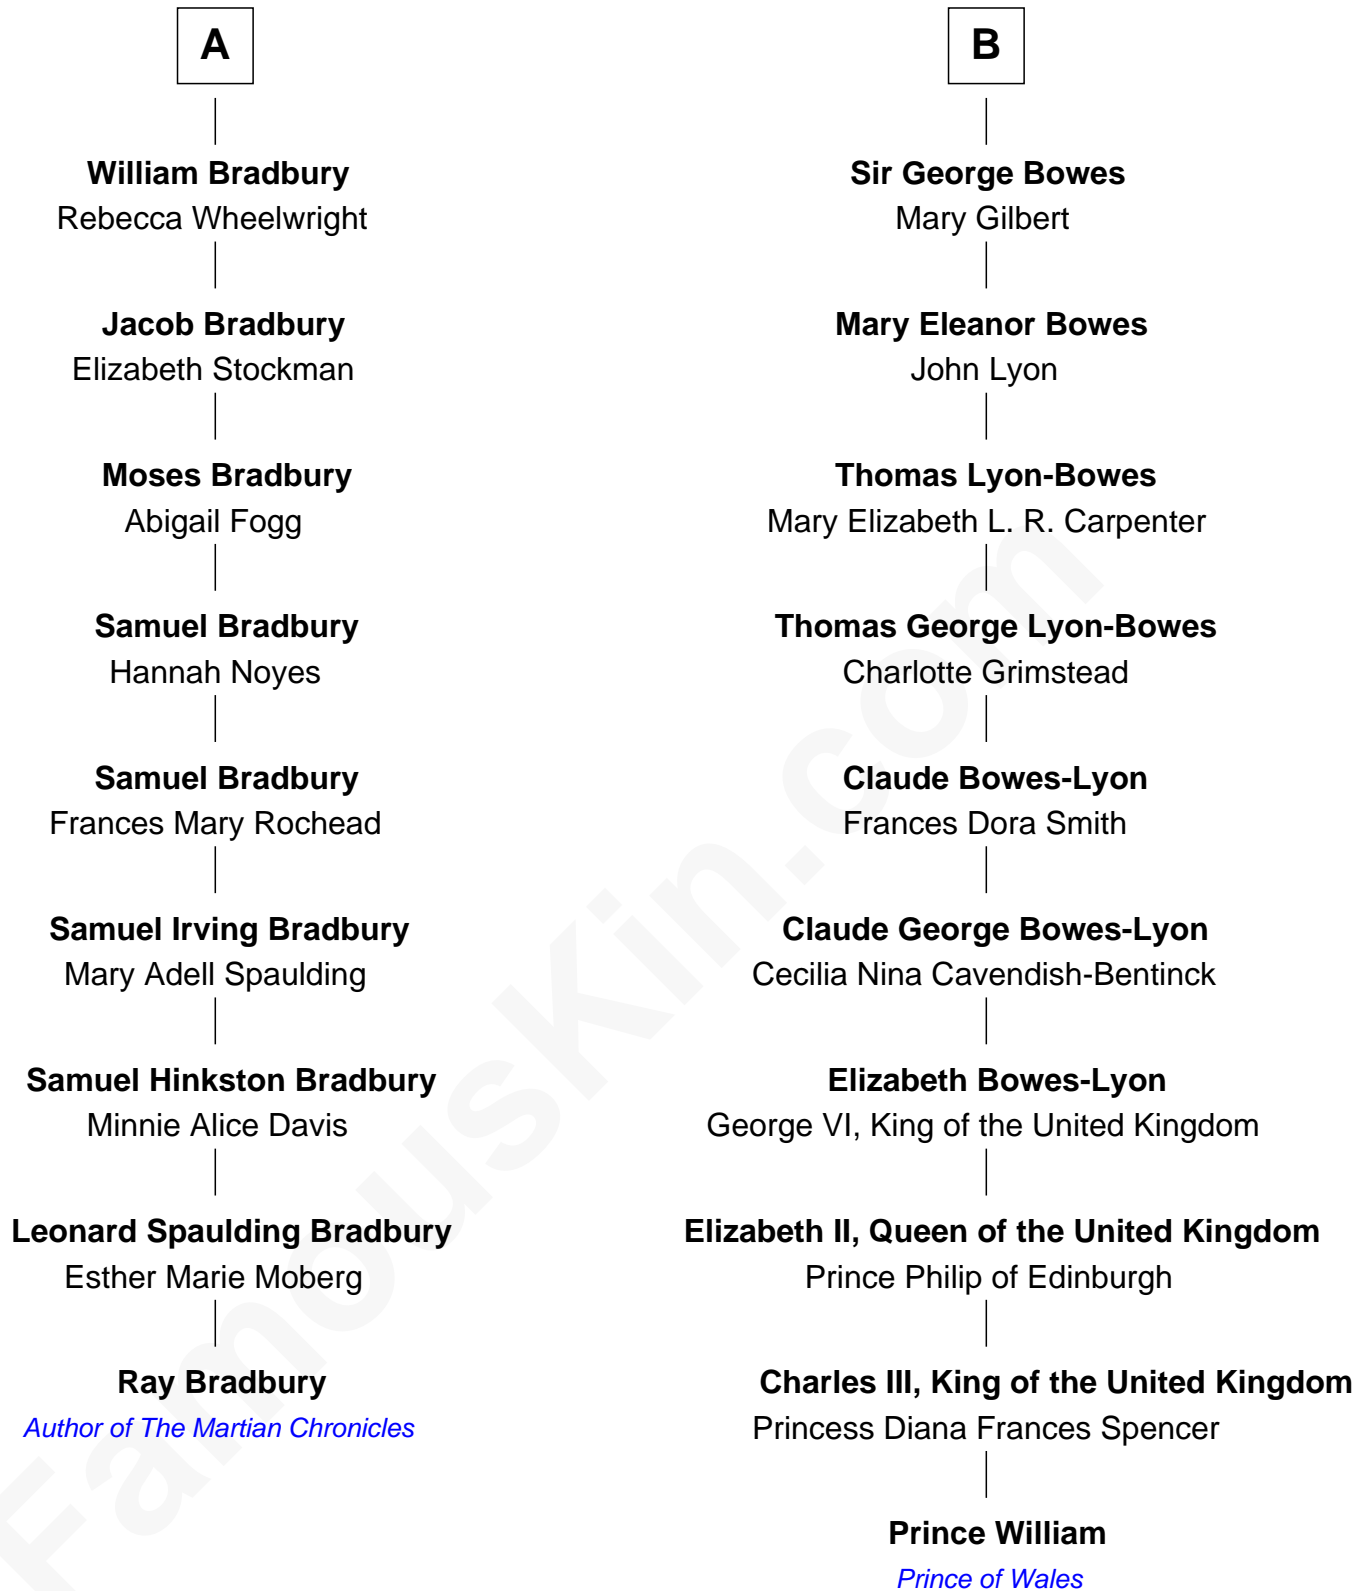 A
William Bradbury
Rebecca Wheelwright
Jacob Bradbury
Elizabeth Stockman
Moses Bradbury
Abigail Fogg
Samuel Bradbury
Hannah Noyes
Samuel Bradbury
Frances Mary Rochead
Samuel Irving Bradbury
Mary Adell Spaulding
Samuel Hinkston Bradbury
Minnie Alice Davis
Leonard Spaulding Bradbury
Esther Marie Moberg
Ray Bradbury
Author of The Martian Chronicles
B
Sir George Bowes
Mary Gilbert
Mary Eleanor Bowes
John Lyon
Thomas Lyon-Bowes
Mary Elizabeth L. R. Carpenter
Thomas George Lyon-Bowes
Charlotte Grimstead
Claude Bowes-Lyon
Frances Dora Smith
Claude George Bowes-Lyon
Cecilia Nina Cavendish-Bentinck
Elizabeth Bowes-Lyon
George VI, King of the United Kingdom
Elizabeth II, Queen of the United Kingdom
Prince Philip of Edinburgh
Charles III, King of the United Kingdom
Princess Diana Frances Spencer
Prince William
Prince of Wales
FamousKin.com